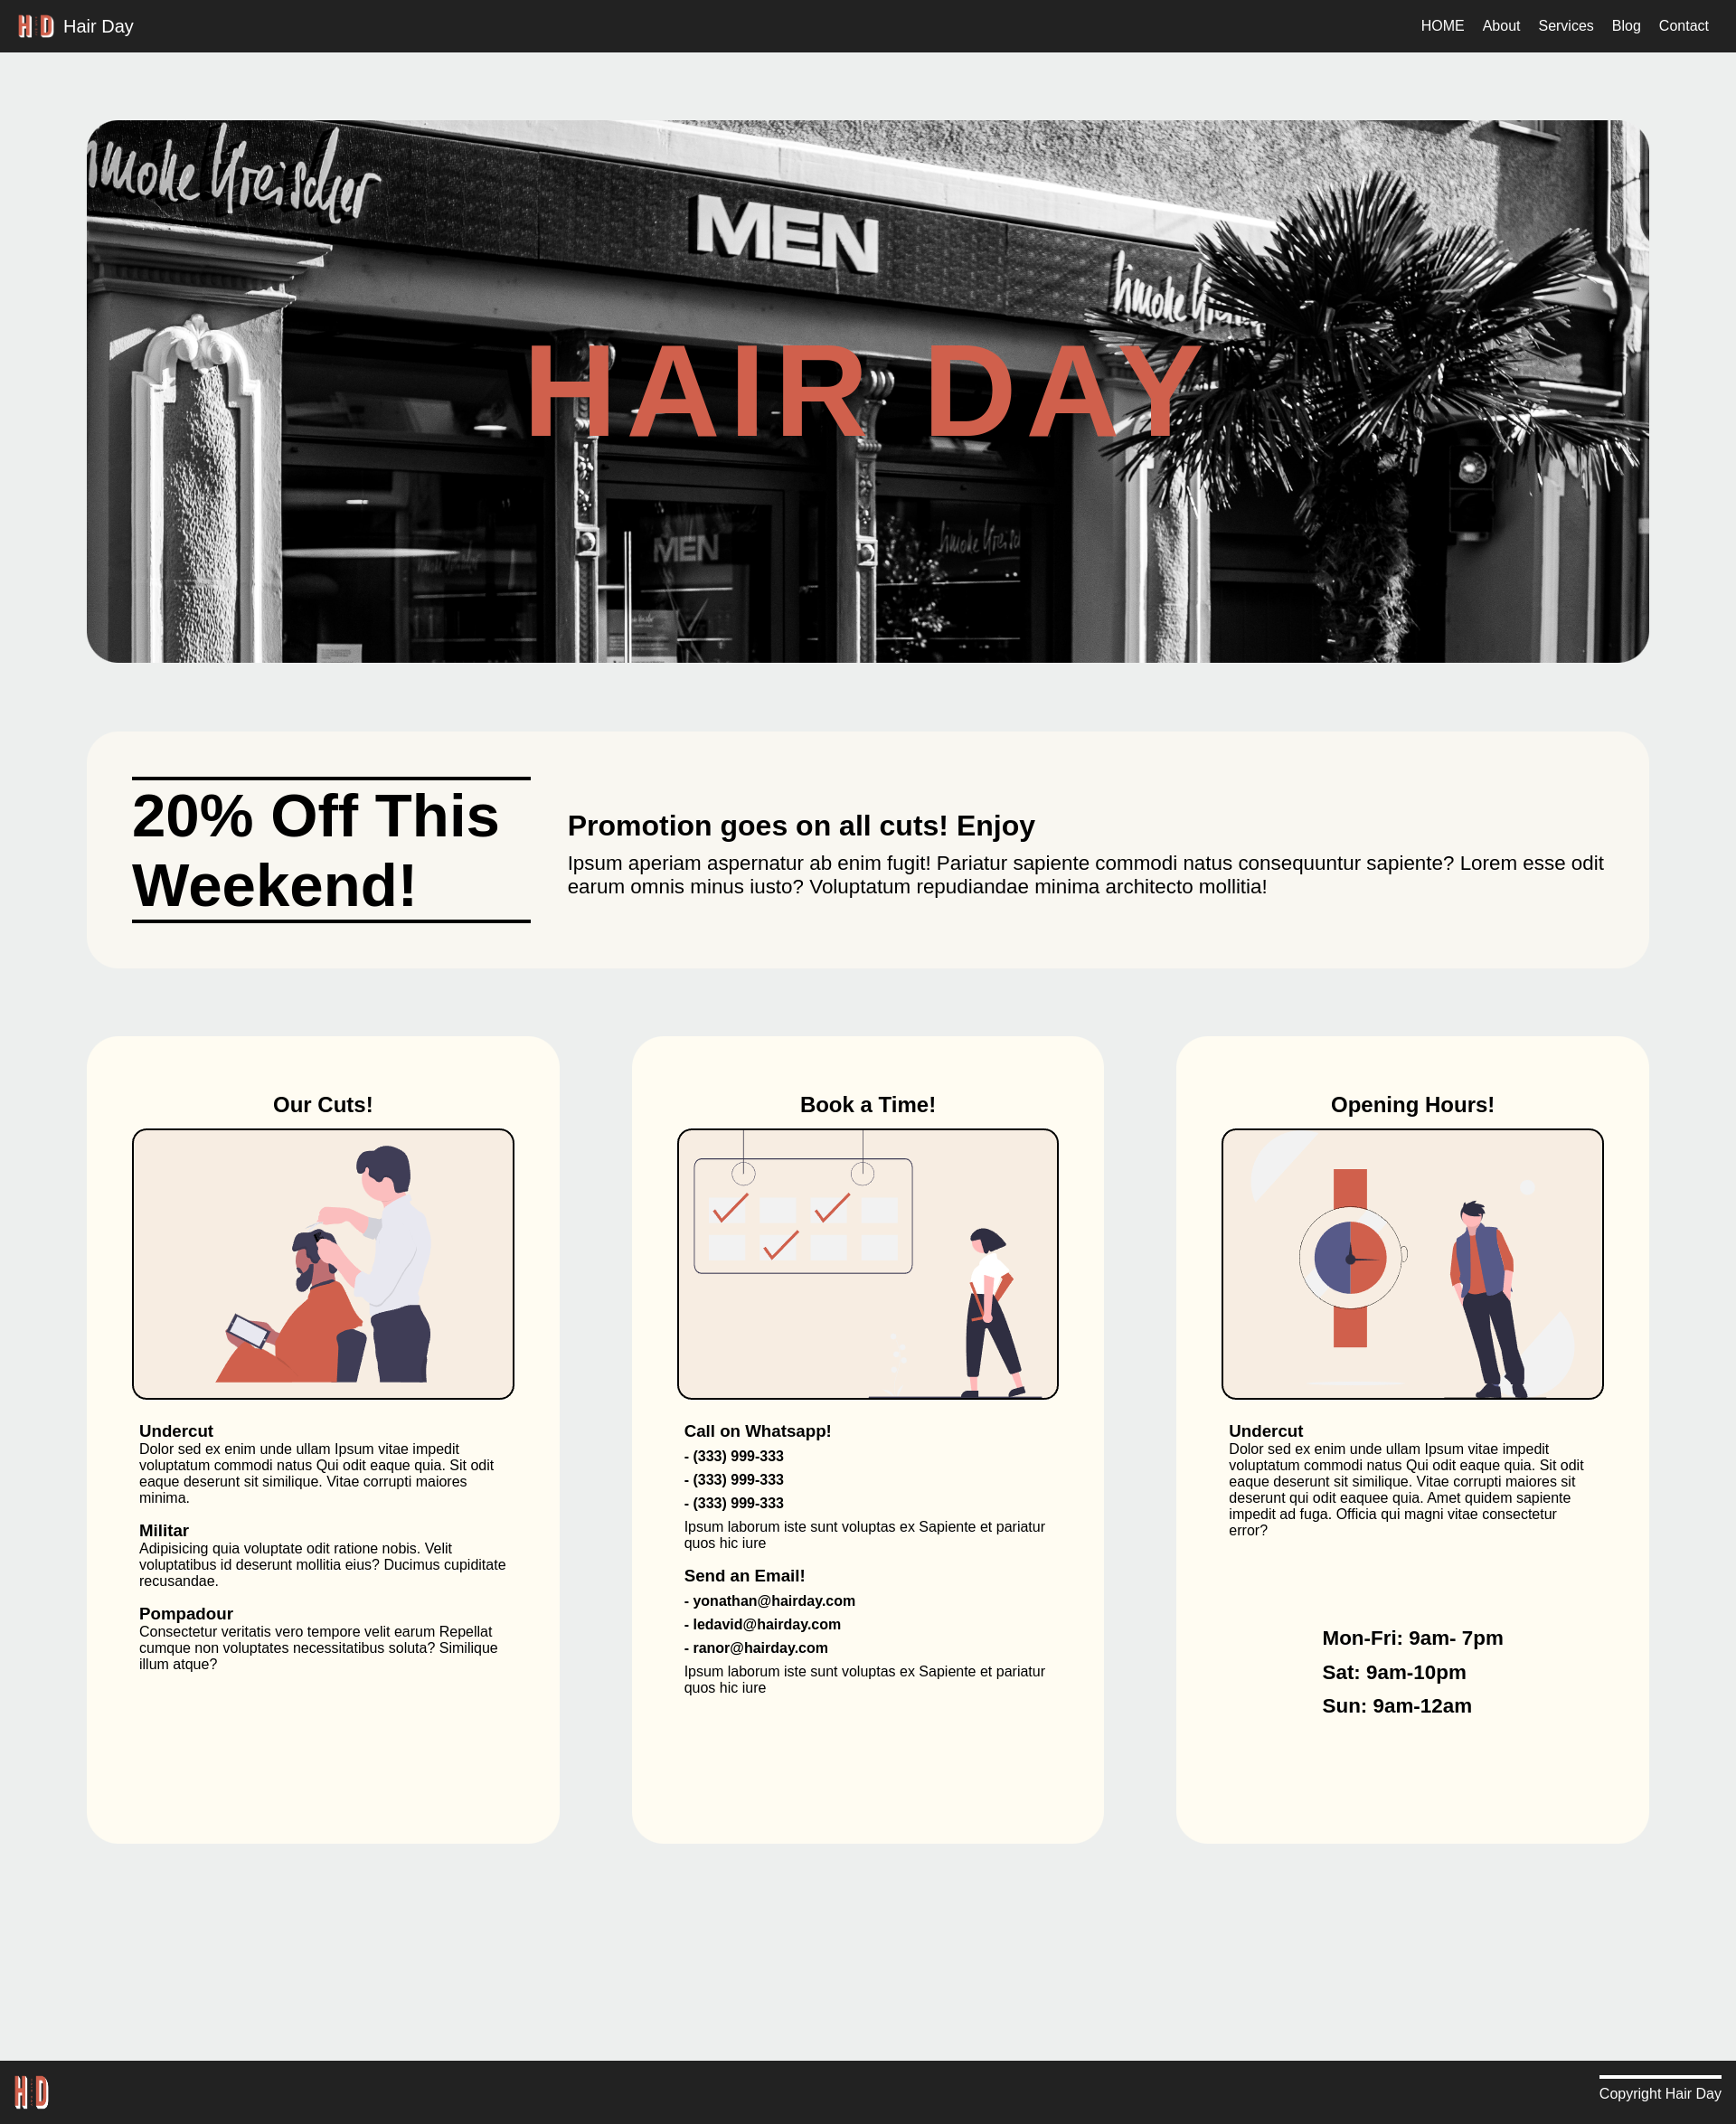 HD Hair Day HOME About Services Blog Contact
MEN
HAIR DAY
MEN
20% Off This
Weekend!
Promotion goes on all cuts! Enjoy
Ipsum aperiam aspernatur ab enim fugit! Pariatur sapiente commodi natus consequuntur sapiente? Lorem esse odit
earum omnis minus iusto? Voluptatum repudiandae minima architecto mollitia!
Our Cuts!
Undercut
Dolor sed ex enim unde ullam Ipsum vitae impedit
voluptatum commodi natus Qui odit eaque quia. Sit odit
eaque deserunt sit similique. Vitae corrupti maiores
minima.
Militar
Adipisicing quia voluptate odit ratione nobis. Velit
voluptatibus id deserunt mollitia eius? Ducimus cupiditate
recusandae.
Pompadour
Consectetur veritatis vero tempore velit earum Repellat
cumque non voluptates necessitatibus soluta? Similique
illum atque?
Book a Time!
Call on Whatsapp!
- (333) 999-333
- (333) 999-333
- (333) 999-333
Ipsum laborum iste sunt voluptas ex Sapiente et pariatur
quos hic iure
Send an Email!
- yonathan@hairday.com
- ledavid@hairday.com
- ranor@hairday.com
Ipsum laborum iste sunt voluptas ex Sapiente et pariatur
quos hic iure
Opening Hours!
Undercut
Dolor sed ex enim unde ullam Ipsum vitae impedit
voluptatum commodi natus Qui odit eaque quia. Sit odit
eaque deserunt sit similique. Vitae corrupti maiores sit
deserunt qui odit eaquee quia. Amet quidem sapiente
impedit ad fuga. Officia qui magni vitae consectetur
error?
Mon-Fri: 9am- 7pm
Sat: 9am-10pm
Sun: 9am-12am
HD
Copyright Hair Day